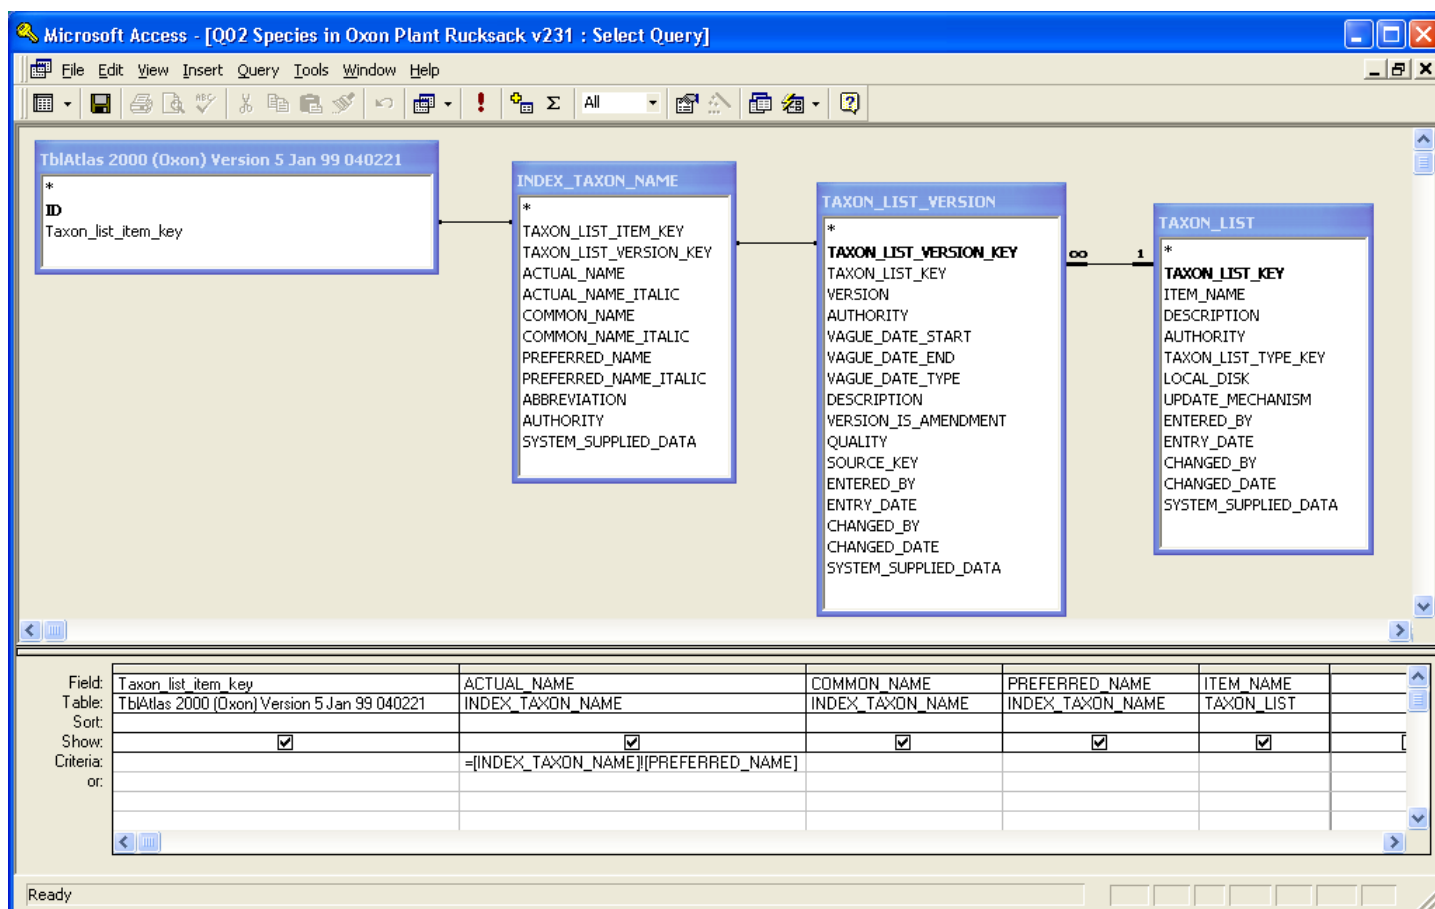 Microsoft Access - [Q02 Species in Oxon Plant Rucksack v231 : Select Query]
File Edit View Insert Query Tools Window Help
ABC Σ All
TblAtlas 2000 (Oxon) Version 5 Jan 99 040221
*
ID
Taxon_list_item_key
INDEX_TAXON_NAME
*
TAXON_LIST_ITEM_KEY
TAXON_LIST_VERSION_KEY
ACTUAL_NAME
ACTUAL_NAME_ITALIC
COMMON_NAME
COMMON_NAME_ITALIC
PREFERRED_NAME
PREFERRED_NAME_ITALIC
ABBREVIATION
AUTHORITY
SYSTEM_SUPPLIED_DATA
TAXON_LIST_VERSION
*
TAXON_LIST_VERSION_KEY
TAXON_LIST_KEY
VERSION
AUTHORITY
VAGUE_DATE_START
VAGUE_DATE_END
VAGUE_DATE_TYPE
DESCRIPTION
VERSION_IS_AMENDMENT
QUALITY
SOURCE_KEY
ENTERED_BY
ENTRY_DATE
CHANGED_BY
CHANGED_DATE
SYSTEM_SUPPLIED_DATA
∞ 1
TAXON_LIST
*
TAXON_LIST_KEY
ITEM_NAME
DESCRIPTION
AUTHORITY
TAXON_LIST_TYPE_KEY
LOCAL_DISK
UPDATE_MECHANISM
ENTERED_BY
ENTRY_DATE
CHANGED_BY
CHANGED_DATE
SYSTEM_SUPPLIED_DATA
Field: Taxon_list_item_key ACTUAL_NAME COMMON_NAME PREFERRED_NAME ITEM_NAME
Table: TblAtlas 2000 (Oxon) Version 5 Jan 99 040221 INDEX_TAXON_NAME INDEX_TAXON_NAME INDEX_TAXON_NAME TAXON_LIST
Sort:
Show:
Criteria: =[INDEX_TAXON_NAME]![PREFERRED_NAME]
or:
Ready